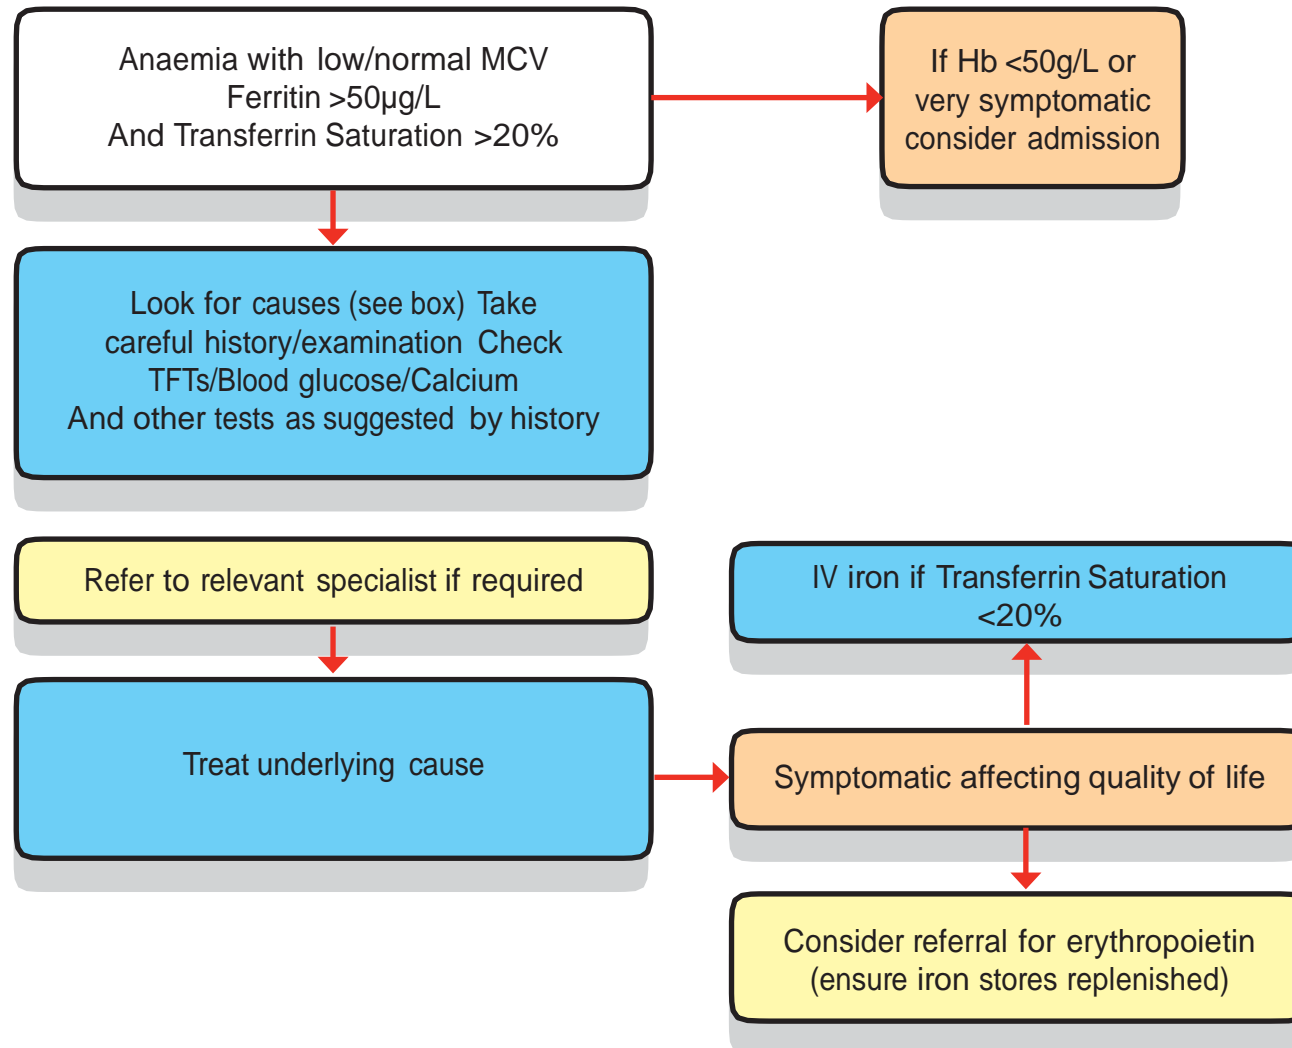 Anaemia with low/normal MCV
Ferritin >50µg/L
And Transferrin Saturation >20%
If Hb <50g/L or
very symptomatic
consider admission
Look for causes (see box) Take
careful history/examination Check
TFTs/Blood glucose/Calcium
And other tests as suggested by history
Refer to relevant specialist if required
IV iron if Transferrin Saturation
<20%
Treat underlying cause
Symptomatic affecting quality of life
Consider referral for erythropoietin
(ensure iron stores replenished)